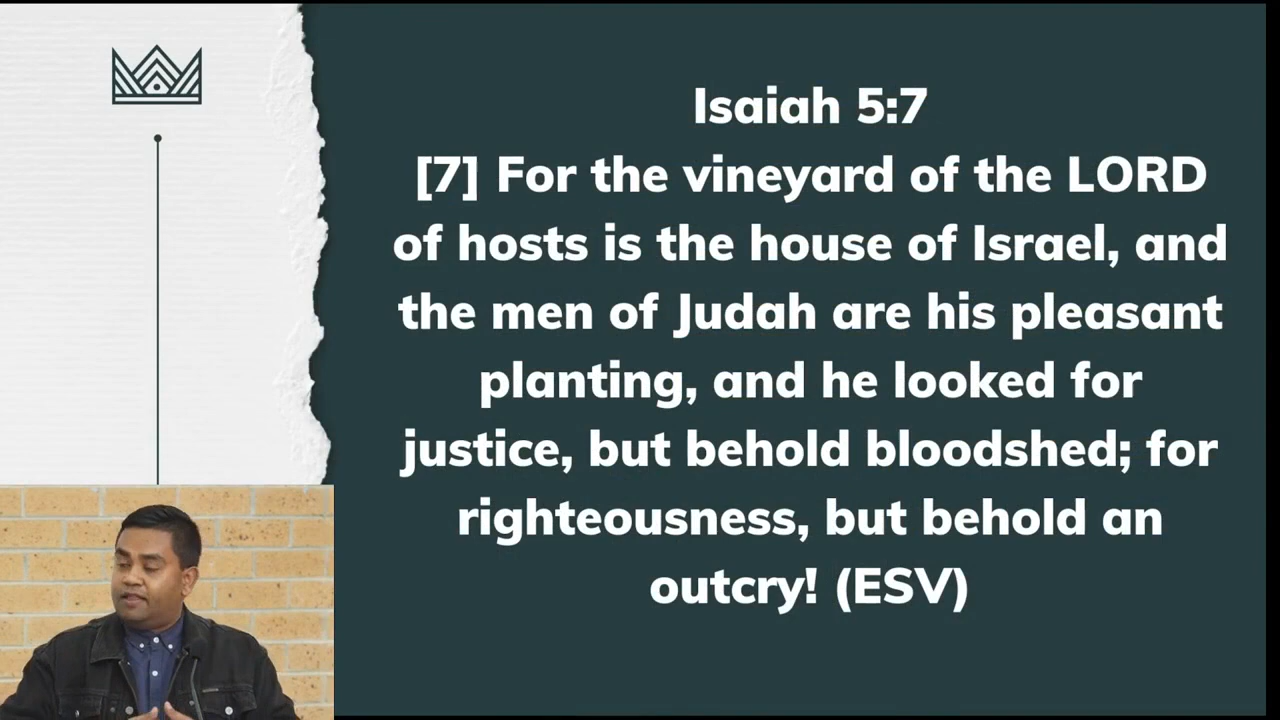 Isaiah 5:7
[7] For the vineyard of the LORD
of hosts is the house of Israel, and
the men of Judah are his pleasant
planting, and he looked for
justice, but behold bloodshed; for
righteousness, but behold an
outcry! (ESV)